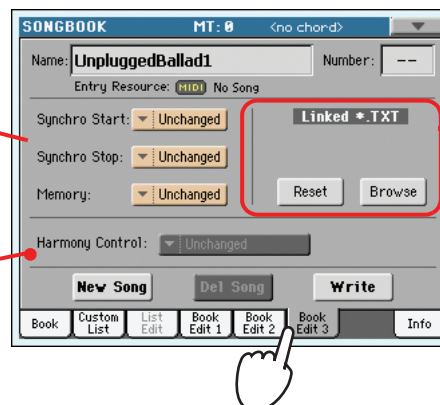 SONGBOOK MT: 0 <no chord>
Name: UnpluggedBallad1 Number: --
Entry Resource: MIDI No Song
Synchro Start: Unchanged
Linked *.TXT
Synchro Stop: Unchanged
Memory: Unchanged
Reset Browse
Harmony Control: Unchanged
New Song Del Song Write
Book Custom List List Edit Book Edit 1 Book Edit 2 Book Edit 3 Info